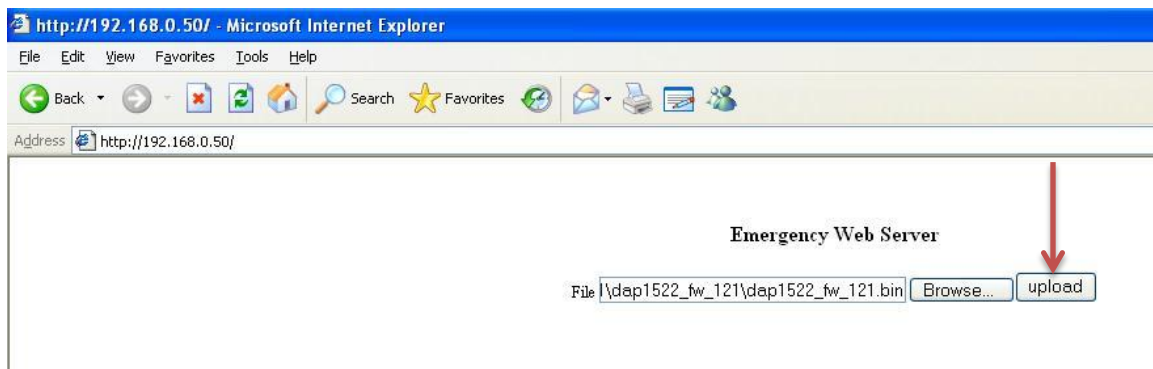 http://192.168.0.50/ - Microsoft Internet Explorer
File Edit View Favorites Tools Help
Back Search Favorites
Address http://192.168.0.50/
Emergency Web Server
File l\dap1522_fw_121\dap1522_fw_121.bin Browse... upload